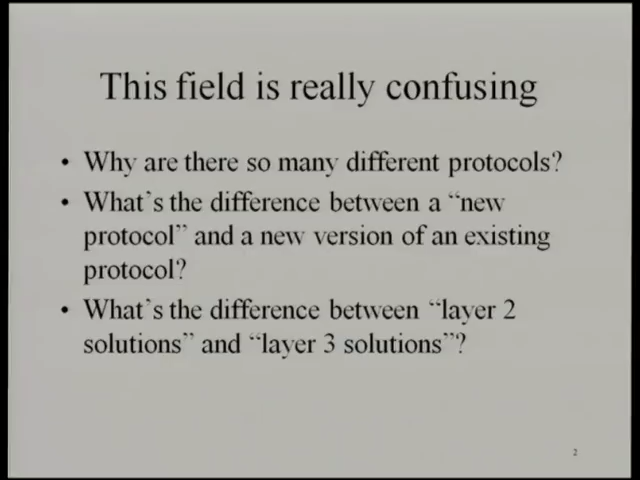 This field is really confusing
• Why are there so many different protocols?
• What's the difference between a “new
protocol” and a new version of an existing
protocol?
• What's the difference between “layer 2
solutions” and “layer 3 solutions”?
2